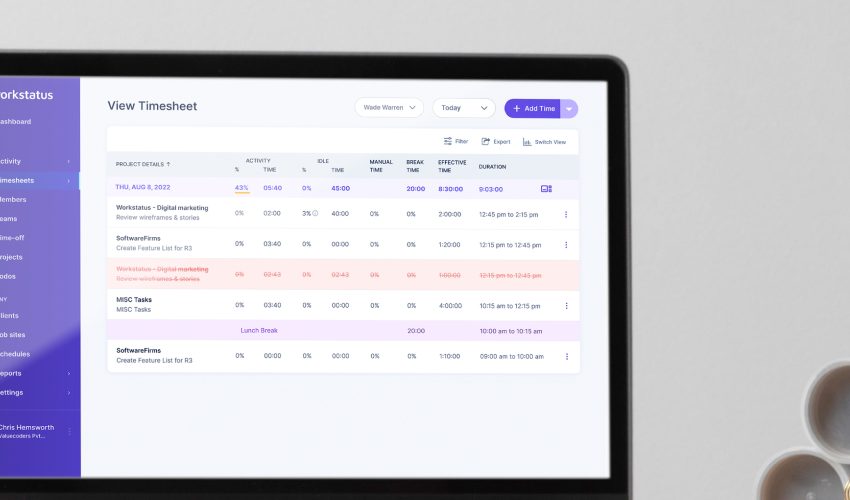 orkstatus
View Timesheet
Wade Warren
Today
+ Add Time
ashboard
Filter
Export
Switch View
ctivity
imesheets
embers
eams
ime-off
rojects
odos
NY
lients
ob sites
chedules
eports
ettings
Chris Hemsworth
Valuecoders Pvt...
PROJECT DETAILS ↑
ACTIVITY
IDLE
MANUAL TIME
BREAK TIME
EFFECTIVE TIME
DURATION
% TIME % TIME
THU, AUG 8, 2022 43% 05:40 0% 45:00 20:00 8:30:00 9:03:00
Workstatus - Digital marketing
Review wireframes & stories
0% 02:00 3% 40:00 0% 0% 2:00:00 12:45 pm to 2:15 pm
SoftwareFirms
Create Feature List for R3
0% 03:40 0% 00:00 0% 0% 1:20:00 12:15 pm to 12:45 pm
Workstatus - Digital marketing
Review wireframes & stories
0% 02:43 0% 02:43 0% 0% 1:00:00 12:15 pm to 12:45 pm
MISC Tasks
MISC Tasks
0% 03:40 0% 00:00 0% 0% 4:00:00 10:15 am to 12:15 pm
Lunch Break 20:00 10:00 am to 10:15 am
SoftwareFirms
Create Feature List for R3
0% 00:00 0% 00:00 0% 0% 1:10:00 09:00 am to 10:00 am